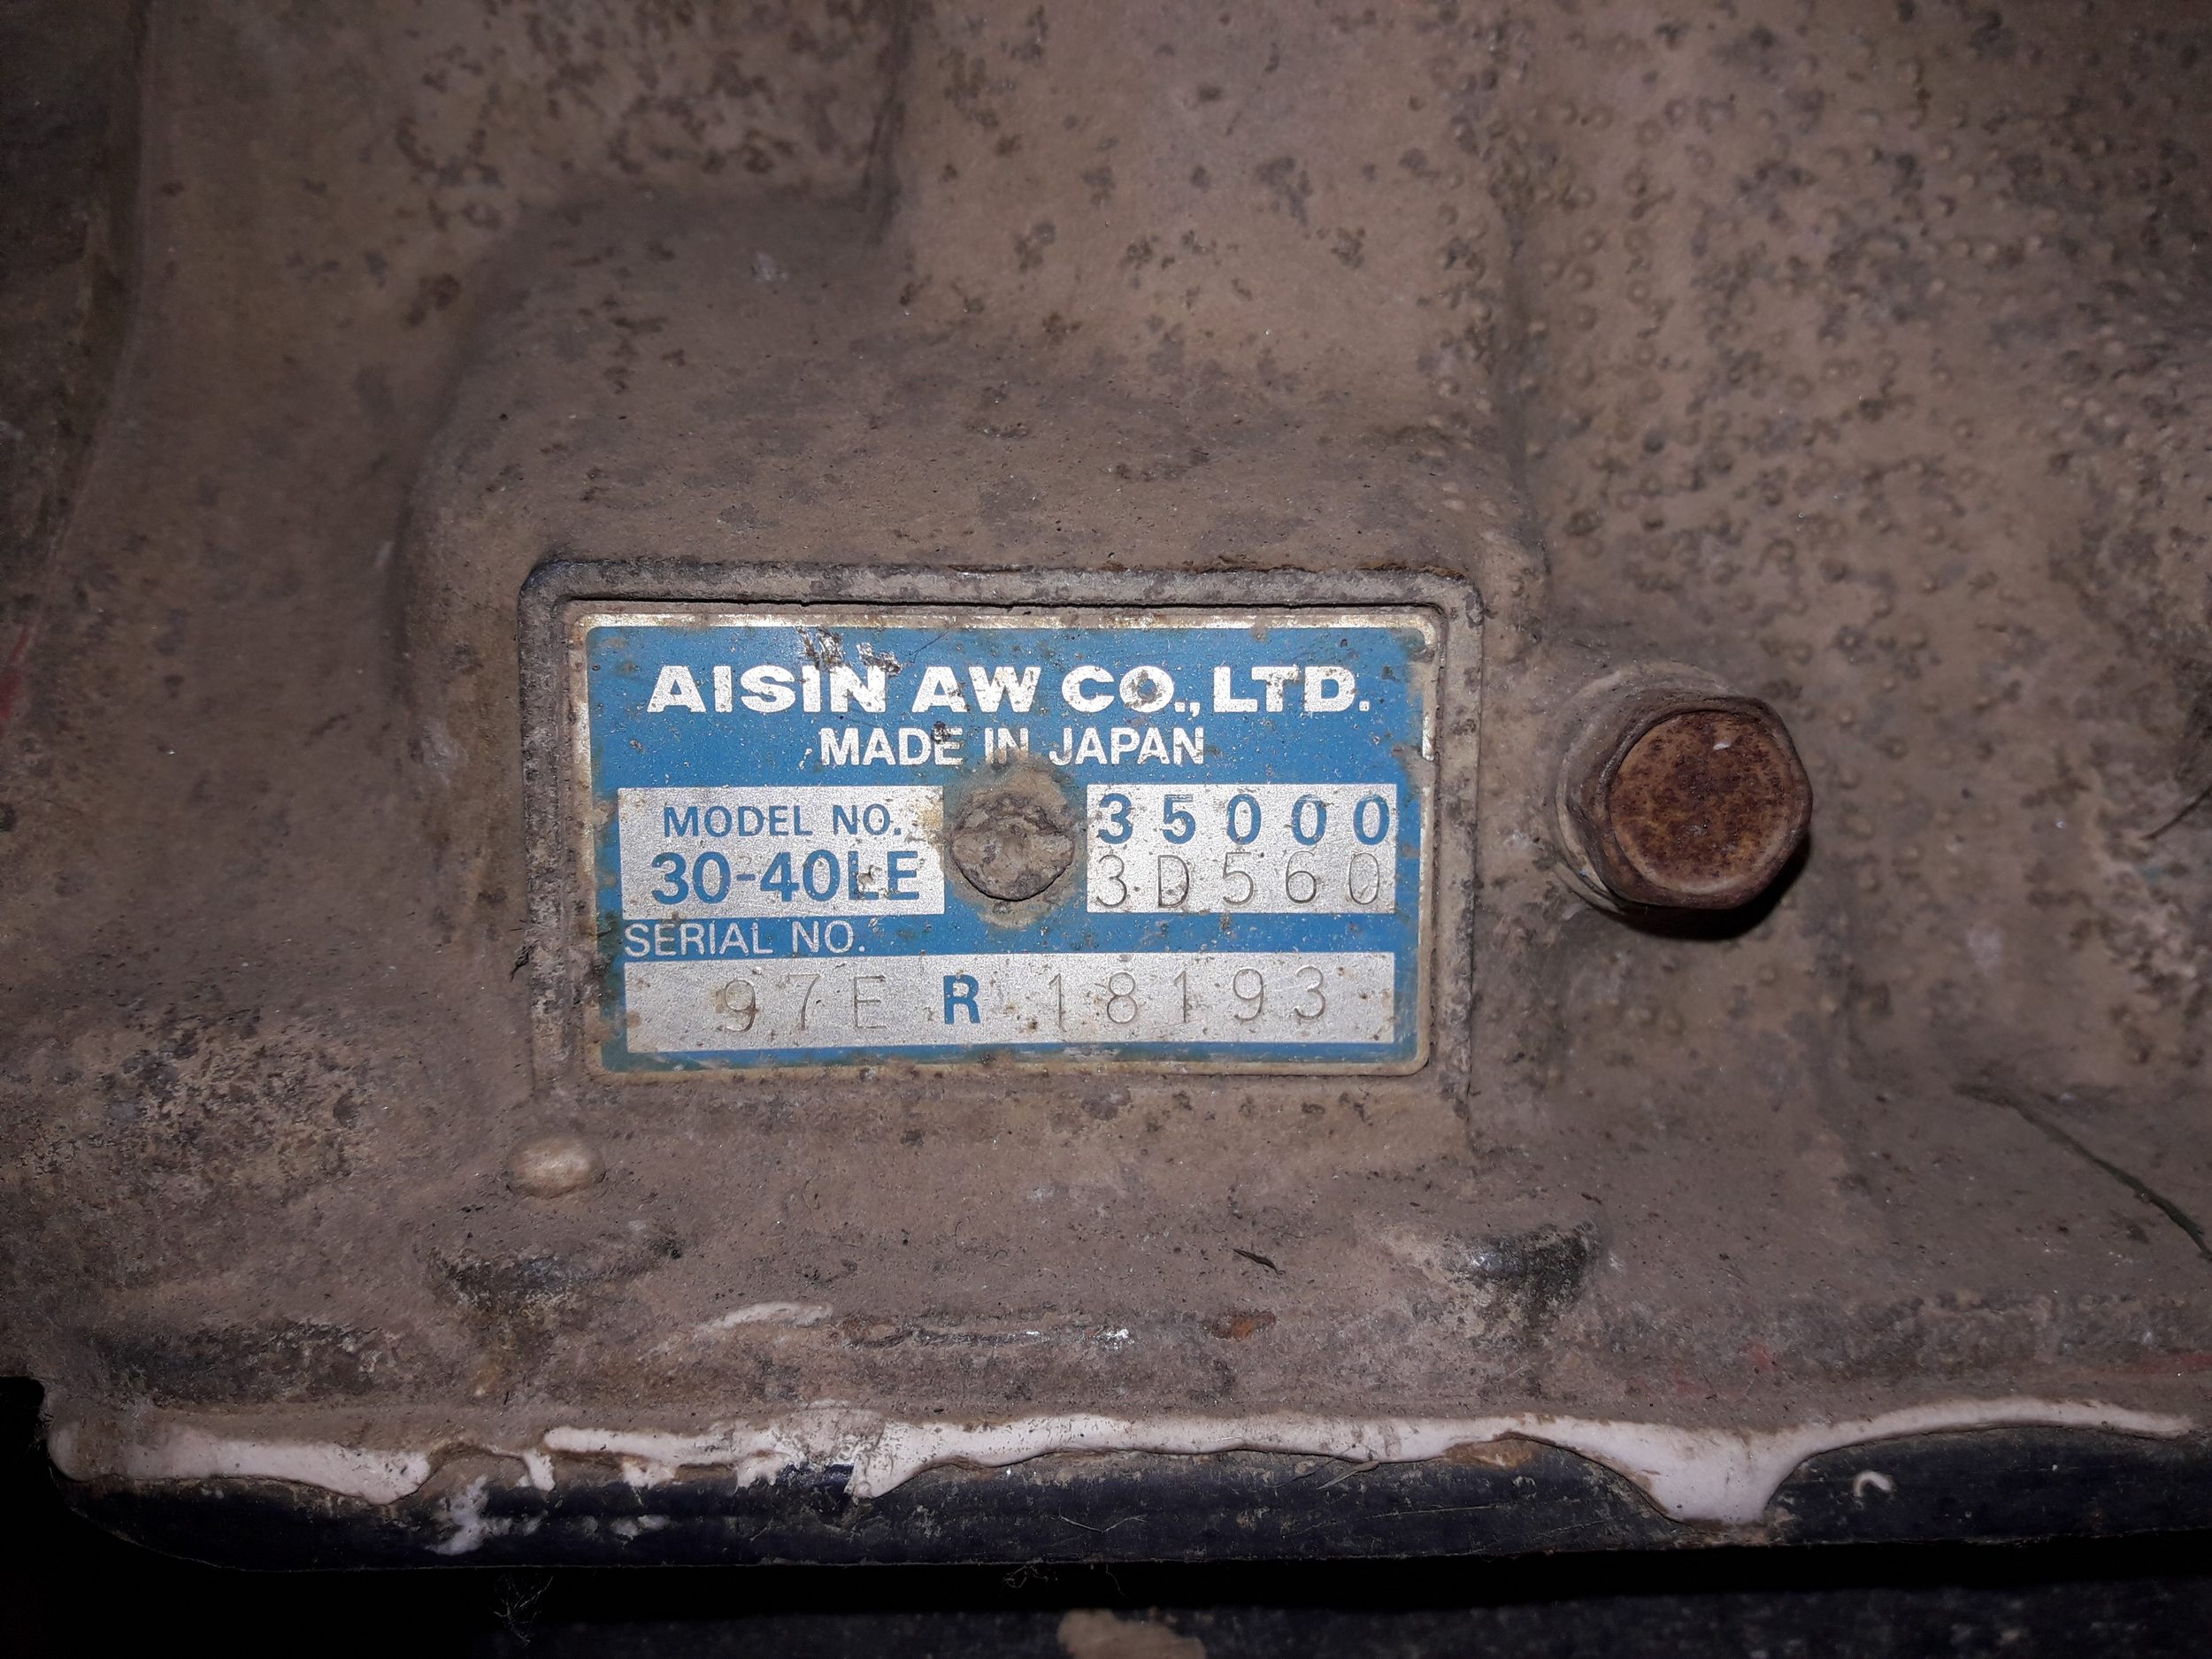 AISIN AW CO., LTD.
MADE IN JAPAN
MODEL NO. 35000
30-40LE 3D560
SERIAL NO.
97E R 18193